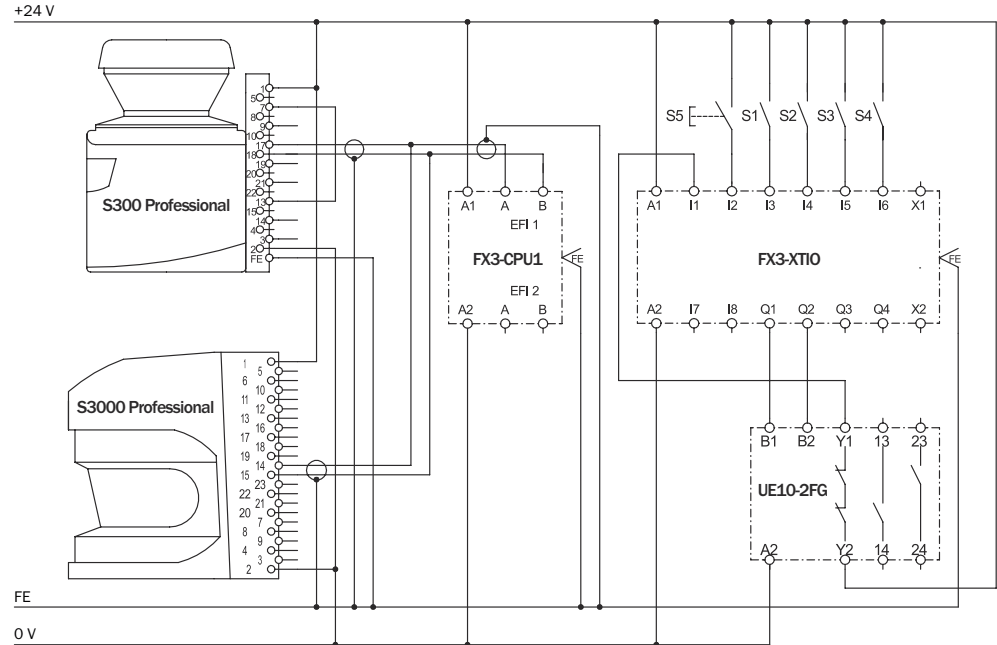 +24 V
S300 Professional
1
5
7
8
9
10
17
18
19
20
21
22
13
15
14
4
3
2
FE
S5
S1
S2
S3
S4
A1
A
B
EFI 1
FX3-CPU1
FE
EFI 2
A2
A
B
A1
I1
I2
I3
I4
I5
I6
X1
FX3-XTIO
FE
A2
I7
I8
Q1
Q2
Q3
Q4
X2
S3000 Professional
1
5
6
10
11
12
13
16
17
18
19
14
15
23
22
21
20
7
8
9
4
3
2
B1
B2
Y1
13
23
UE10-2FG
A2
Y2
14
24
FE
0 V